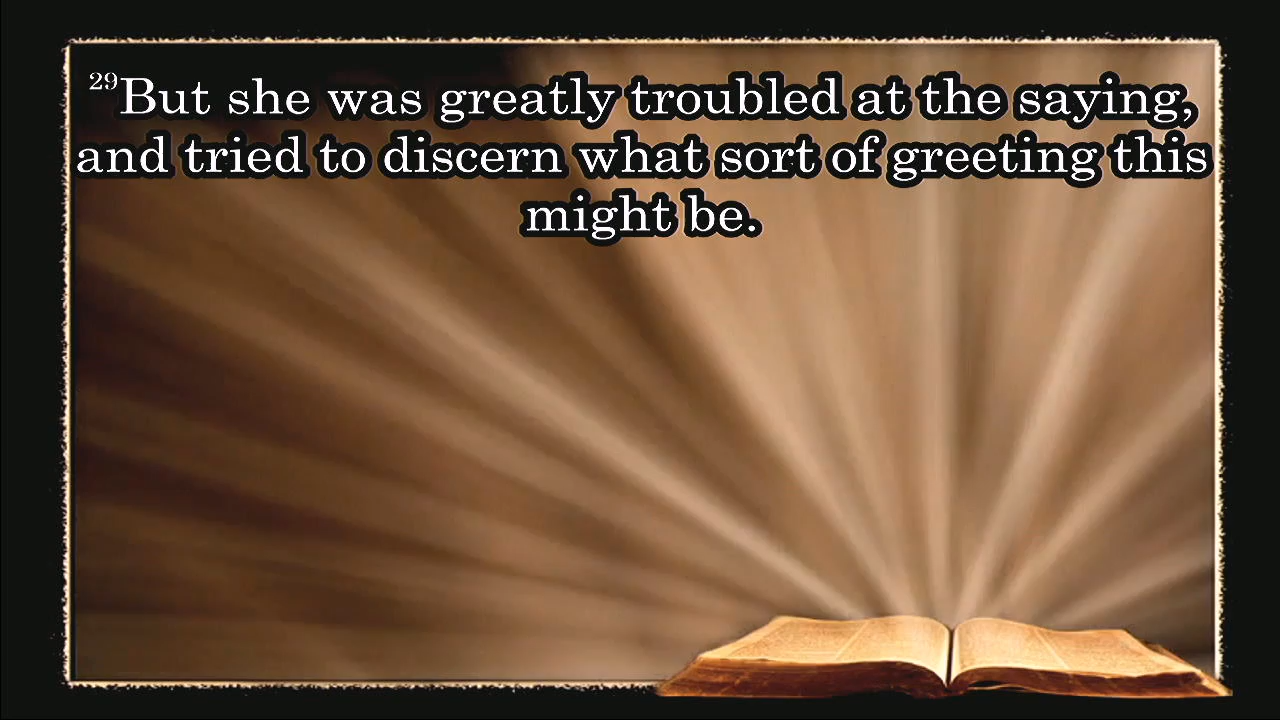 29But she was greatly troubled at the saying,
and tried to discern what sort of greeting this
might be.